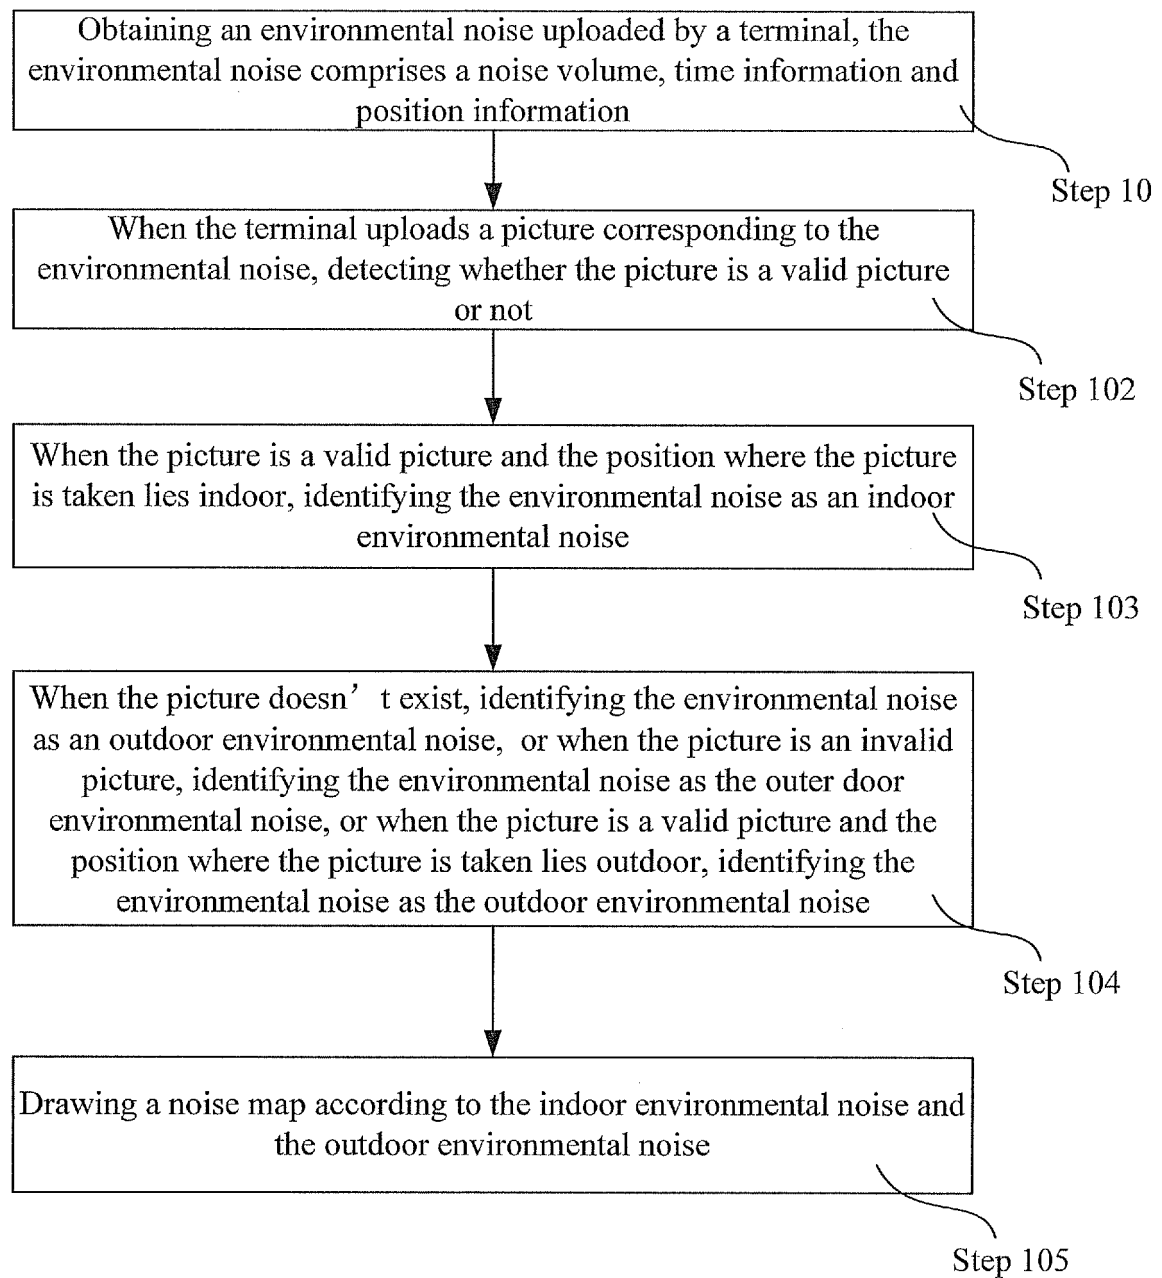 Obtaining an environmental noise uploaded by a terminal, the
environmental noise comprises a noise volume, time information and
position information
Step 10
When the terminal uploads a picture corresponding to the
environmental noise, detecting whether the picture is a valid picture
or not
Step 102
When the picture is a valid picture and the position where the picture
is taken lies indoor, identifying the environmental noise as an indoor
environmental noise
Step 103
When the picture doesn’ t exist, identifying the environmental noise
as an outdoor environmental noise, or when the picture is an invalid
picture, identifying the environmental noise as the outer door
environmental noise, or when the picture is a valid picture and the
position where the picture is taken lies outdoor, identifying the
environmental noise as the outdoor environmental noise
Step 104
Drawing a noise map according to the indoor environmental noise and
the outdoor environmental noise
Step 105